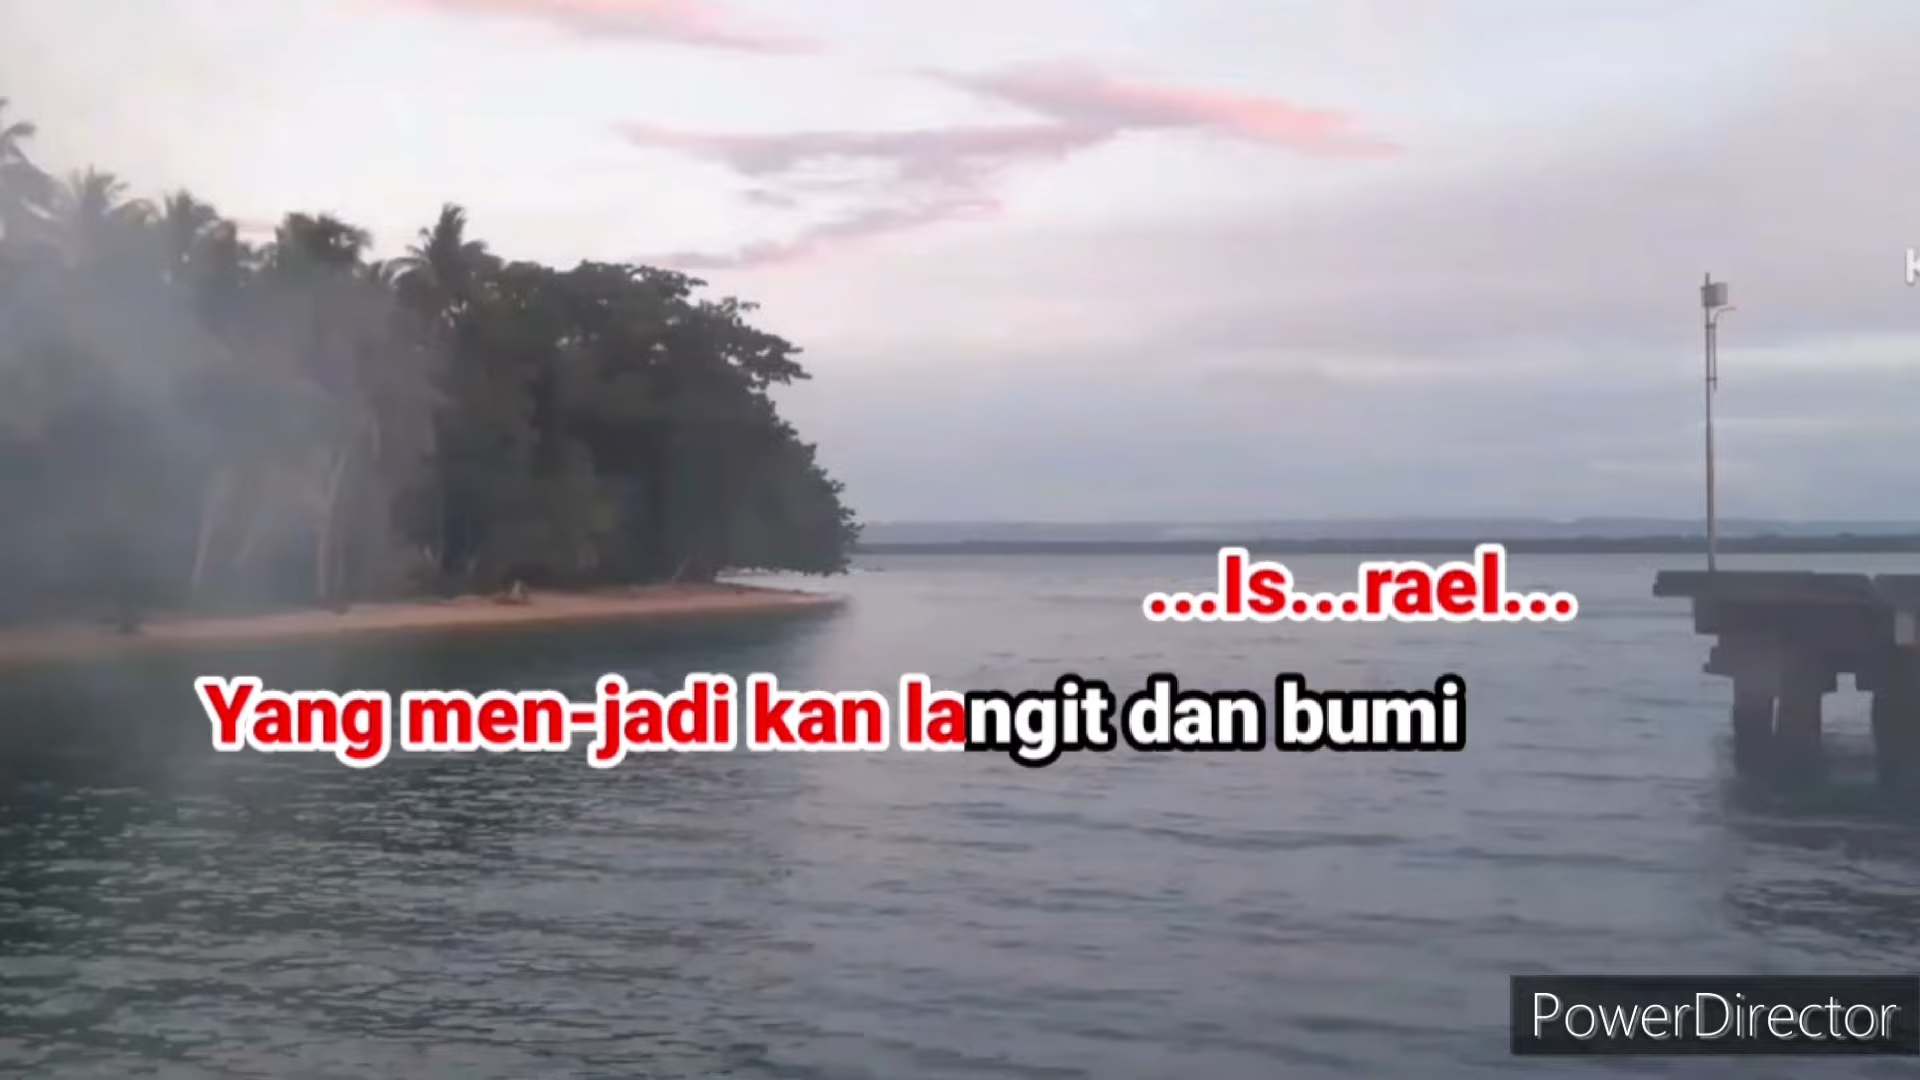 ...Is...rael...
Yang men-jadi kan langit dan bumi
PowerDirector